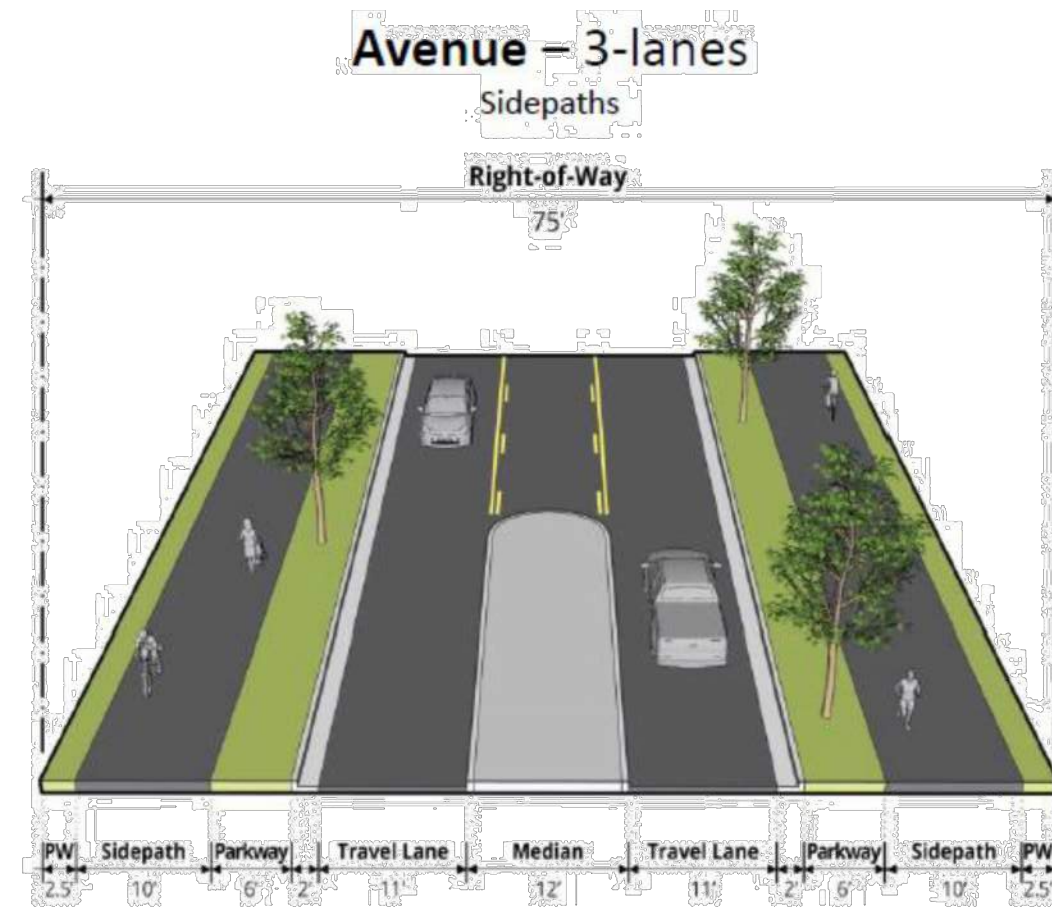 Avenue – 3-lanes
Sidepaths
Right-of-Way
75'
PW Sidepath Parkway Travel Lane Median Travel Lane Parkway Sidepath PW
2.5' 10' 6' 2' 11' 12' 11' 2' 6' 10' 2.5'